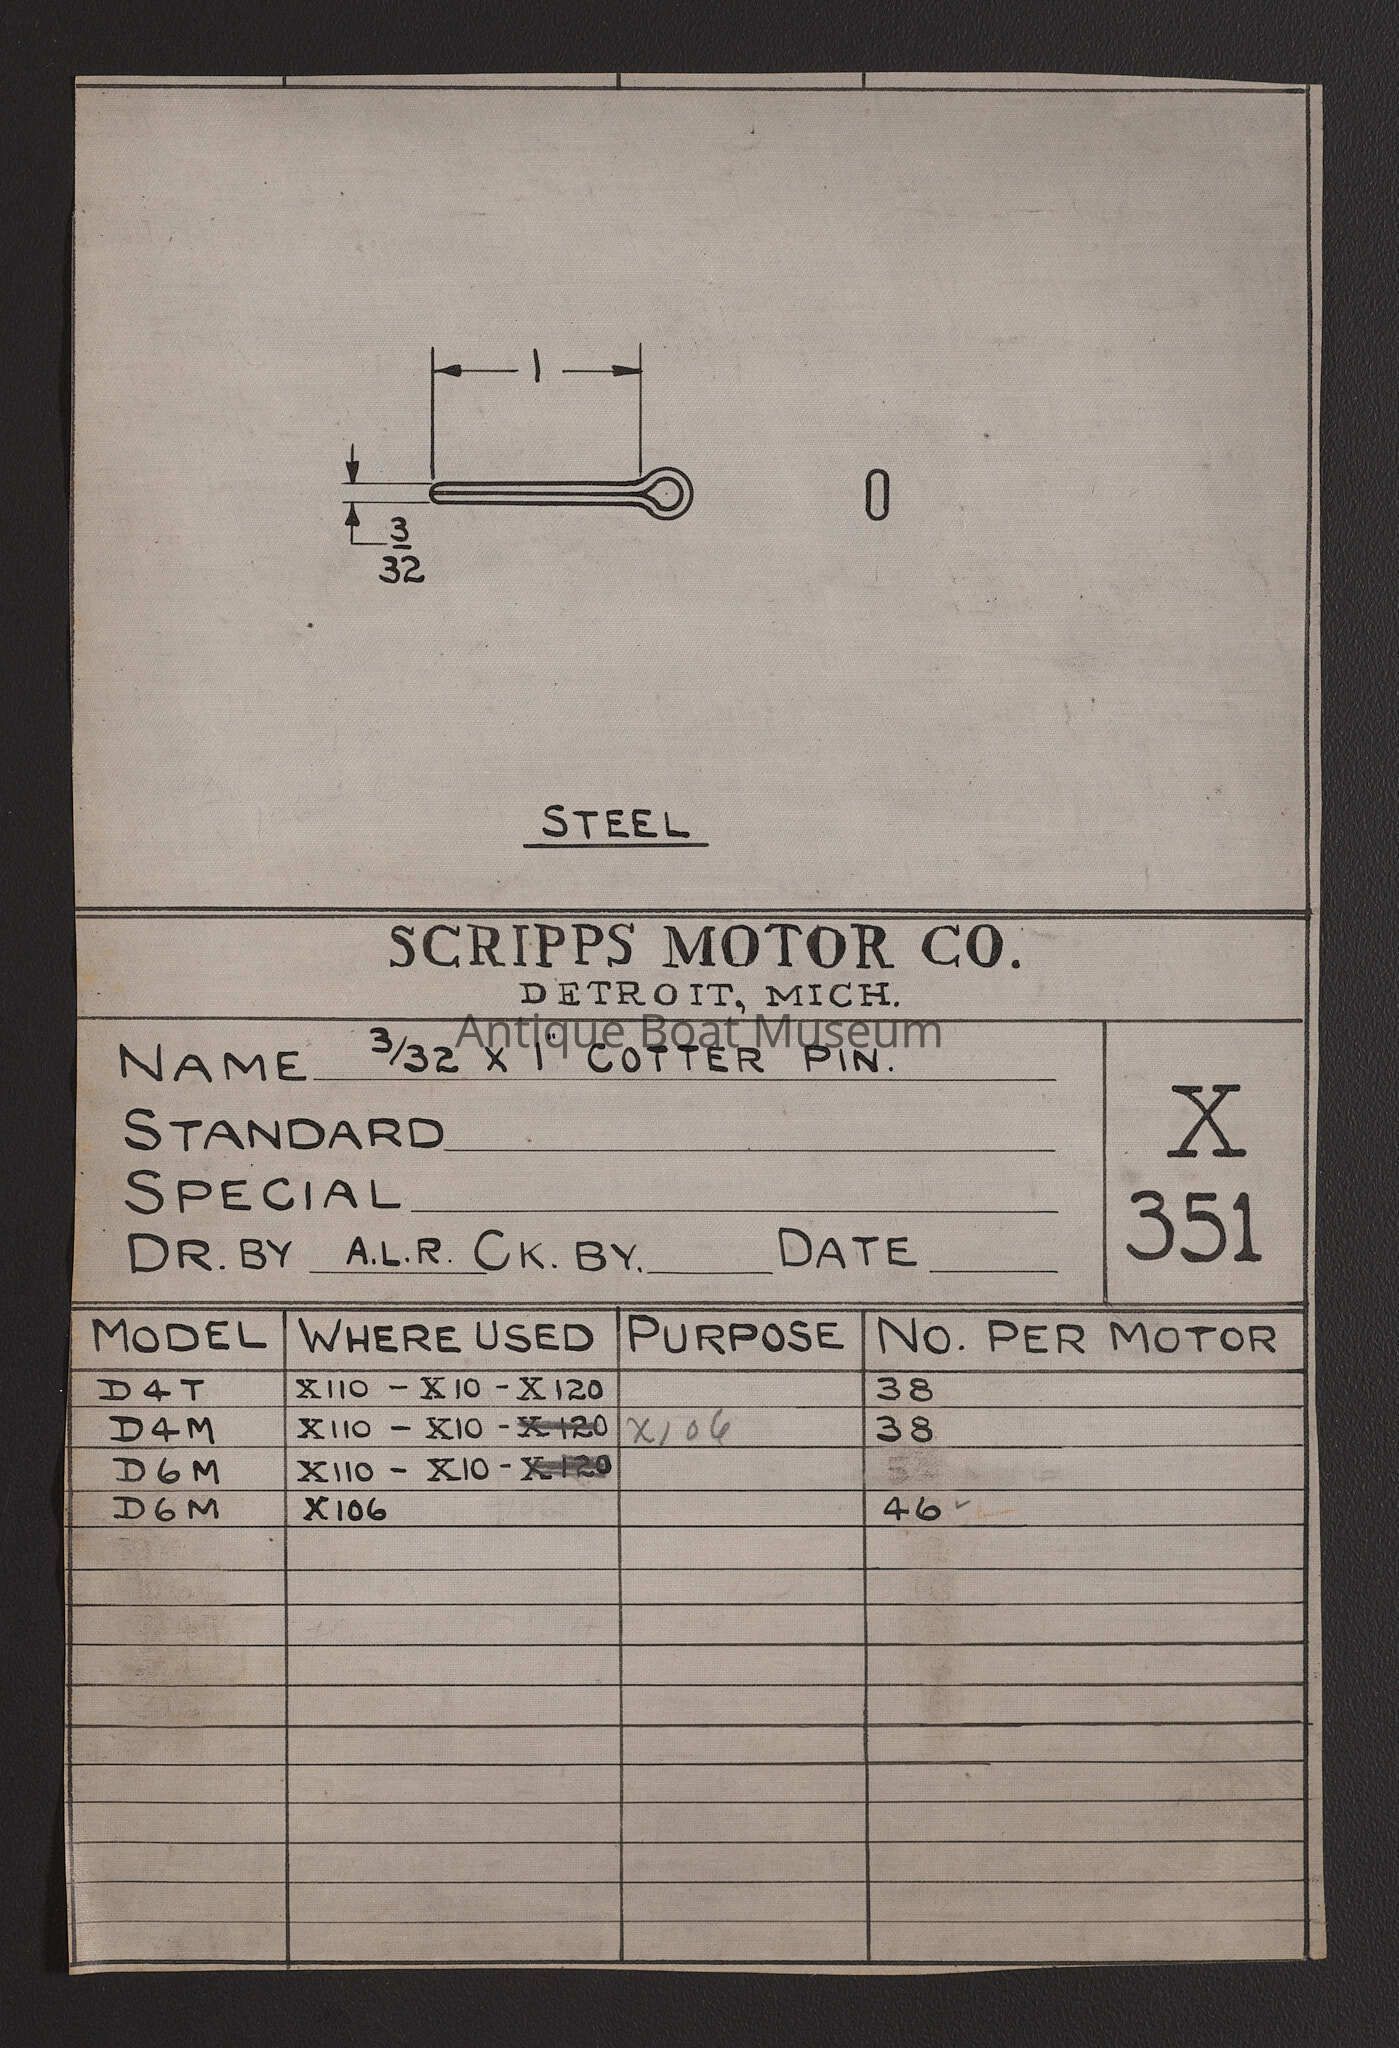 1
3/32
STEEL
SCRIPPS MOTOR CO.
DETROIT, MICH.
Antique Boat Museum
NAME 3/32 X 1" COTTER PIN.
STANDARD
SPECIAL
DR. BY A.L.R. CK. BY. DATE
X
351
MODEL WHERE USED PURPOSE NO. PER MOTOR
D4T X110 - X10 - X120 38
D4M X110 - X10 - X120 X106 38
D6M X110 - X10 - X120
D6M X106 46 ✓